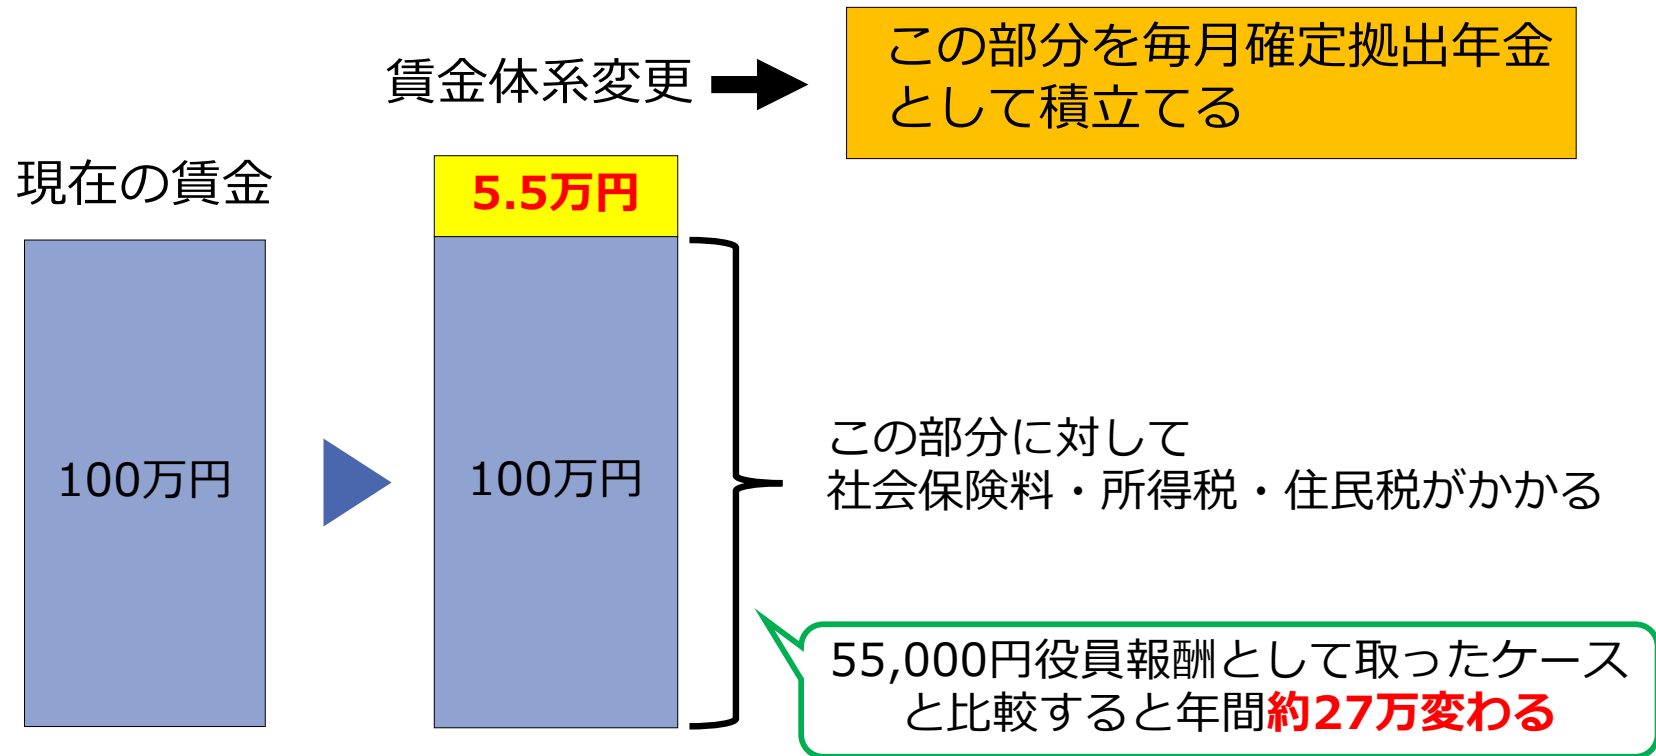 賃金体系変更
この部分を毎月確定拠出年金
として積立てる
現在の賃金
5.5万円
100万円
100万円
この部分に対して
社会保険料・所得税・住民税がかかる
55,000円役員報酬として取ったケース
と比較すると年間約27万変わる